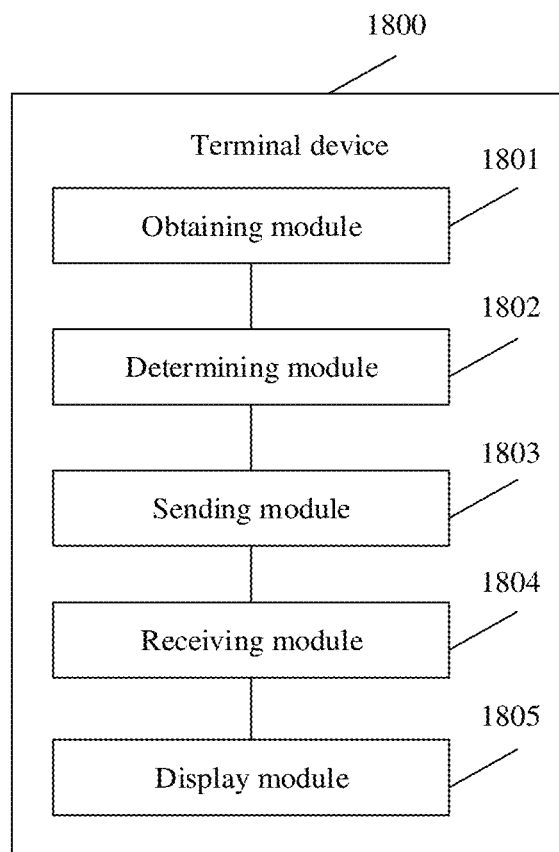 1800
Terminal device
1801
Obtaining module
1802
Determining module
1803
Sending module
1804
Receiving module
1805
Display module